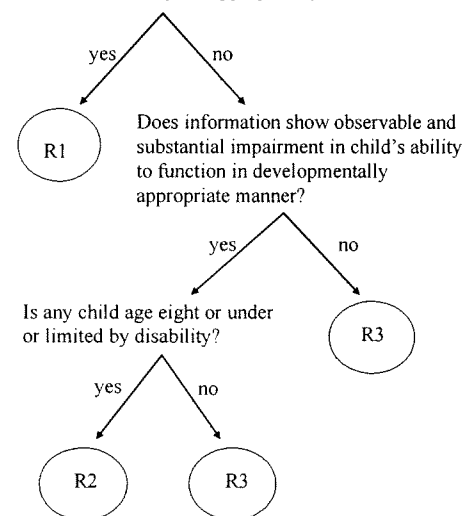 yes
no
R1
Does information show observable and
substantial impairment in child's ability
to function in developmentally
appropriate manner?
yes
no
Is any child age eight or under
or limited by disability?
R3
yes
no
R2
R3